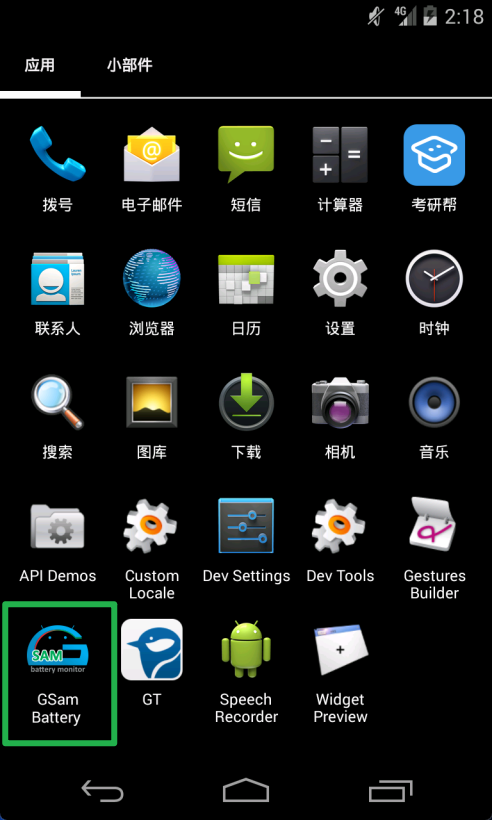 4G 2:18
应用 小部件
@
拨号 电子邮件 短信 计算器 考研帮
联系人 浏览器 日历 设置 时钟
搜索 图库 下载 相机 音乐
API Demos Custom Locale Dev Settings Dev Tools Gestures Builder
SAM
battery monitor
GSam Battery GT Speech Recorder Widget Preview